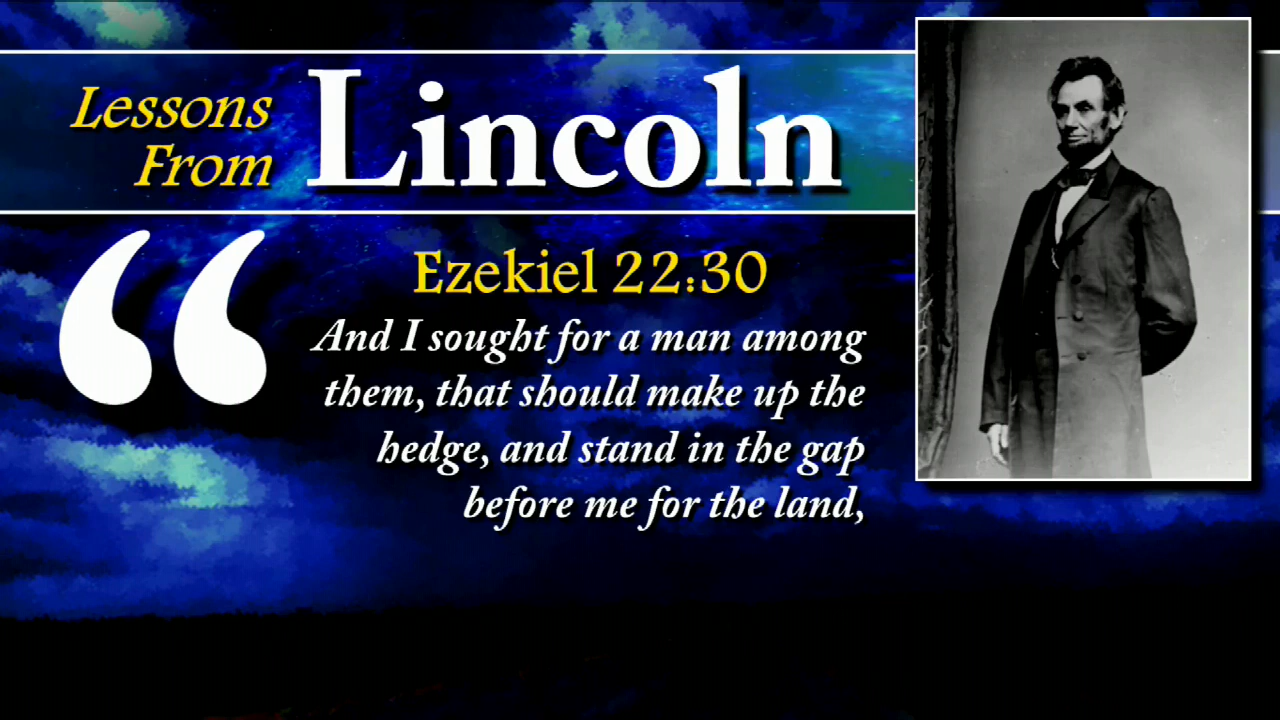 Lessons
From
Lincoln
Ezekiel 22:30
“
And I sought for a man among
them, that should make up the
hedge, and stand in the gap
before me for the land,